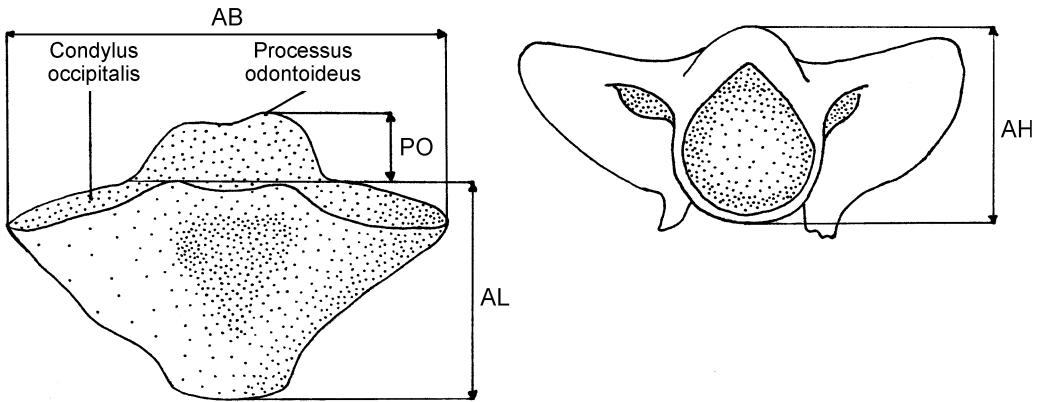 AB
Condylus
occipitalis
Processus
odontoideus
PO
AL
AH